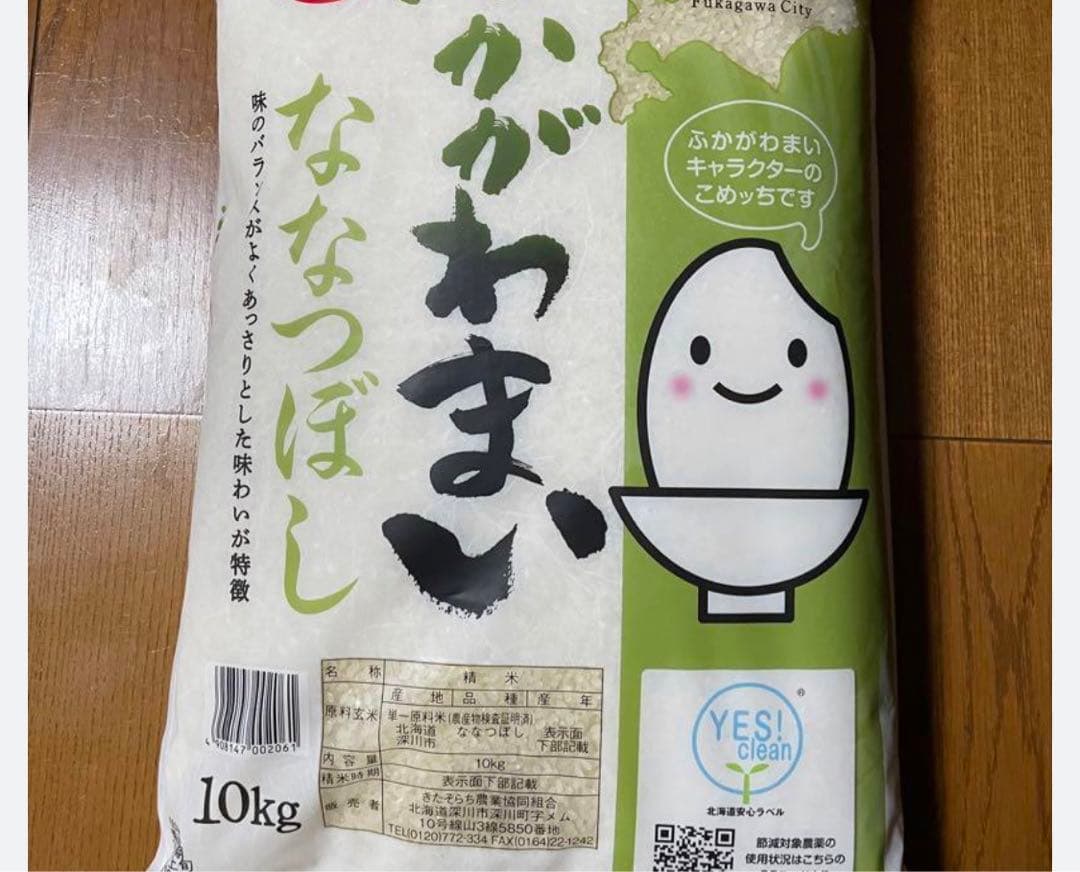 Fukagawa City
かがわまい
ななつぼし
味のバランスがよくあっさりとした味わいが特徴
ふかがわまい
キャラクターの
こめッちです
4 908147 002061
10kg
名称 精米
産地 品種 産年
原料玄米 単一原料米(農産物検査証明済)
北海道 ななつぼし 表示面
深川市 下部記載
内容量 10kg
精米時期 表示面下部記載
販売者 きたそらち農業協同組合
北海道深川市深川町字メム
10号線山3線5850番地
TEL(0120)772-334 FAX(0164)22-1242
YES!
clean
®
北海道安心ラベル
節減対象農薬の
使用状況はこちらの